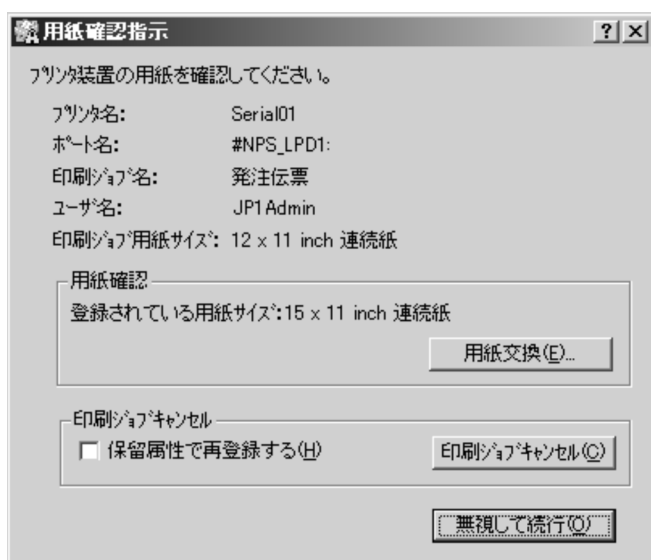 用紙確認指示
プリンタ装置の用紙を確認してください。
プリンタ名: Serial01
ポート名: #NPS_LPD1:
印刷ジョブ名: 発注伝票
ユーザ名: JP1Admin
印刷ジョブ用紙サイズ: 12 x 11 inch 連続紙
用紙確認
登録されている用紙サイズ:15 x 11 inch 連続紙
用紙交換(E)...
印刷ジョブキャンセル
保留属性で再登録する(H) 印刷ジョブキャンセル(C)
無視して続行(O)